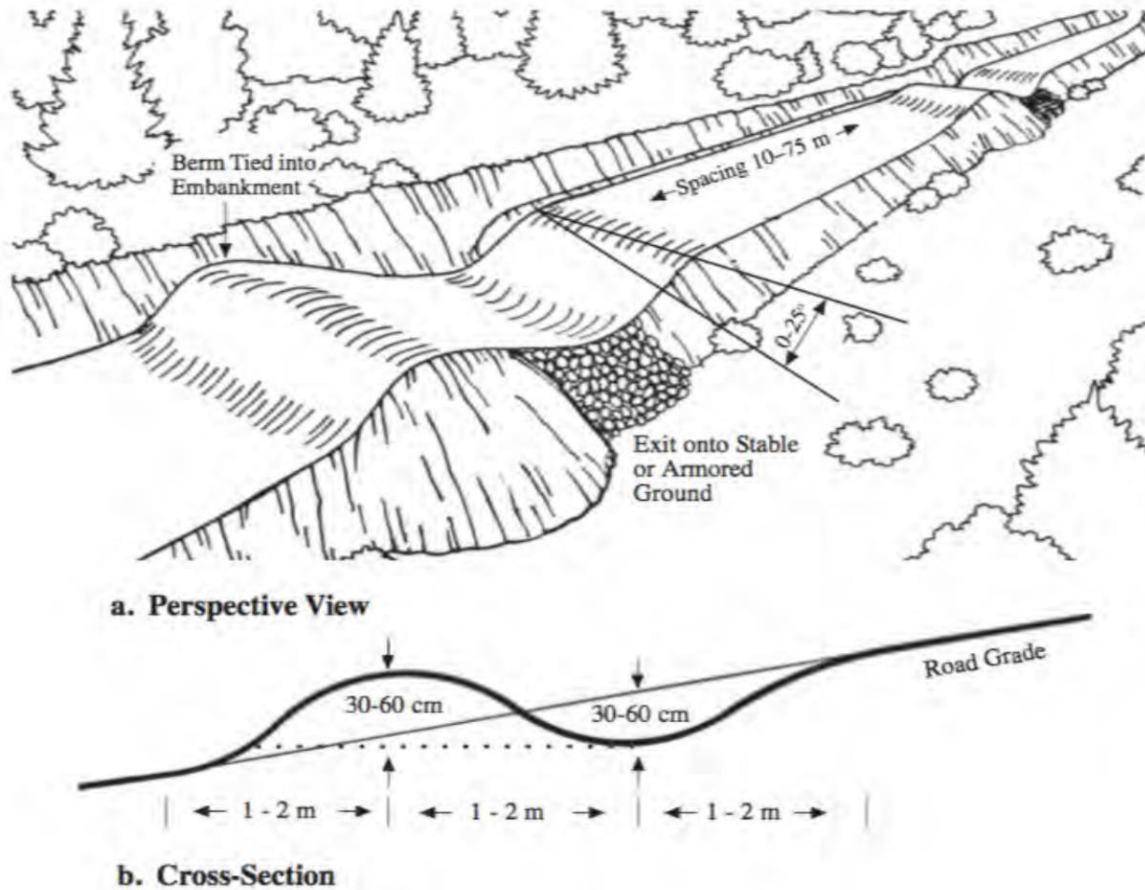 Berm Tied into
Embankment
Spacing 10–75 m
0-25°
Exit onto Stable
or Armored
Ground
a. Perspective View
Road Grade
30-60 cm
30-60 cm
1 - 2 m
1 - 2 m
1 - 2 m
b. Cross-Section